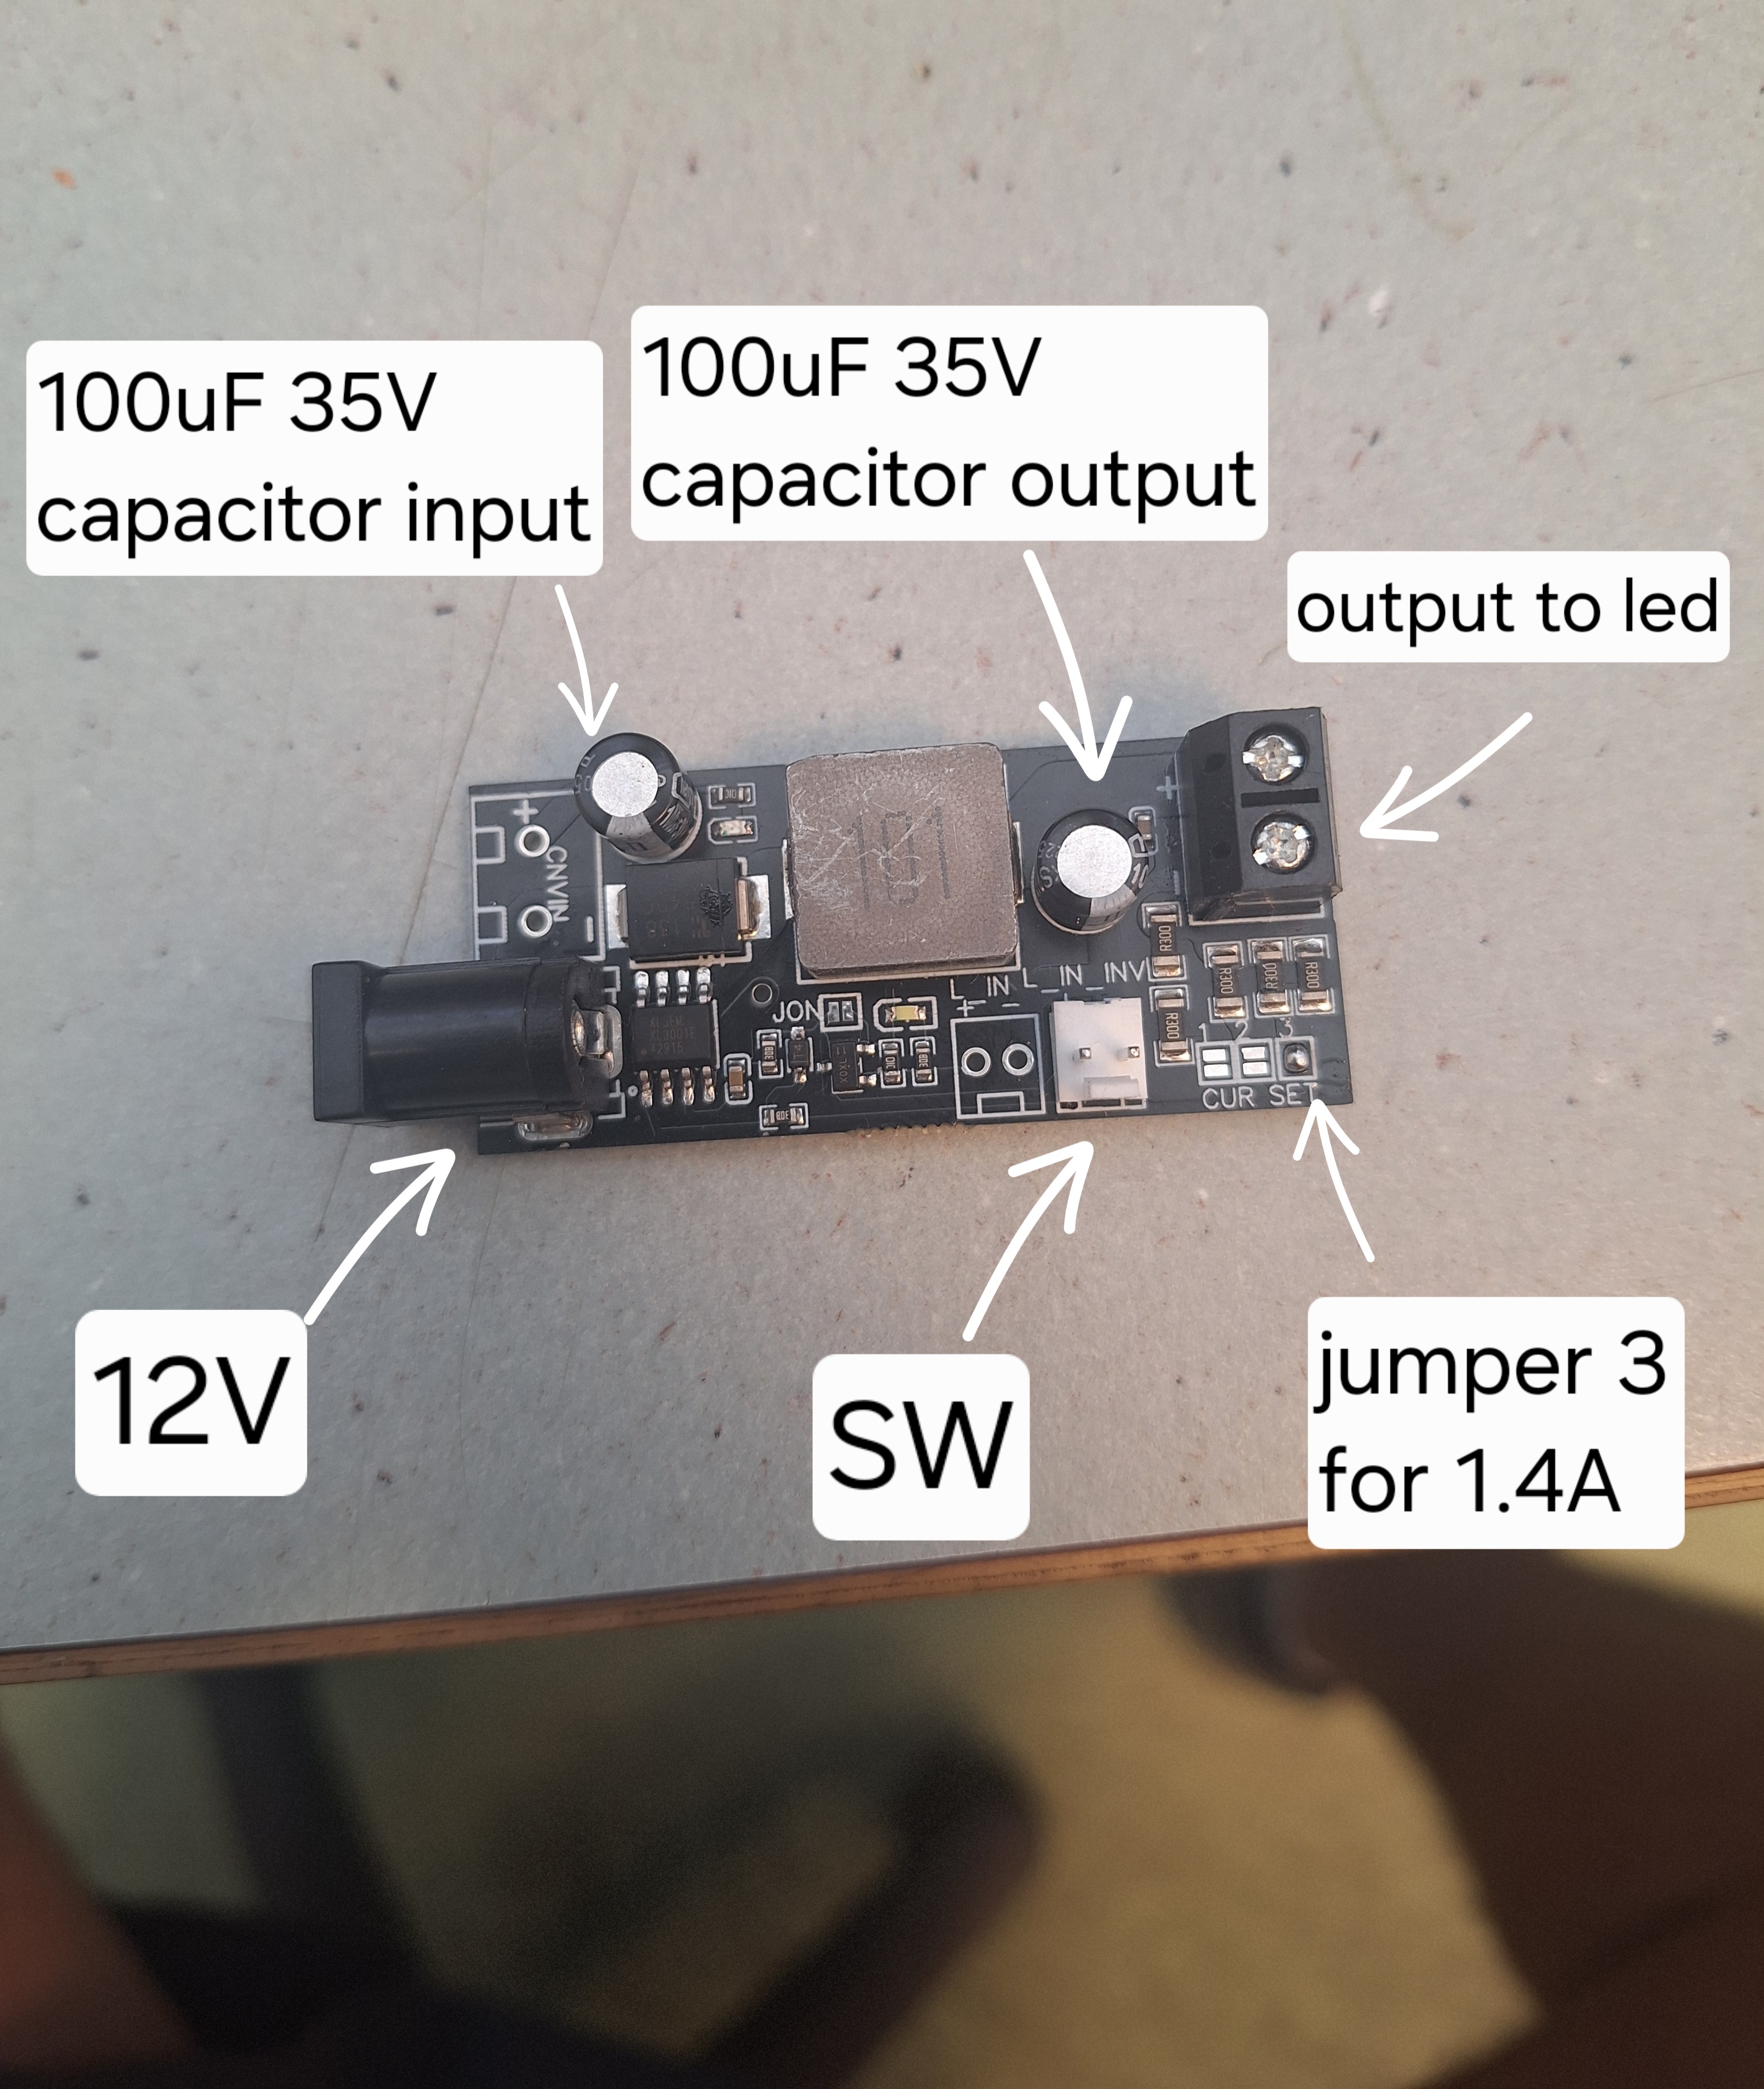 100uF 35V
capacitor input
100uF 35V
capacitor output
output to led
+
CNVIN
-
101
+
-
L_IN
L_IN_INV
+ -
JON
R300
R300
R300
R300
R300
1 2 3
CUR SET
12V
SW
jumper 3
for 1.4A